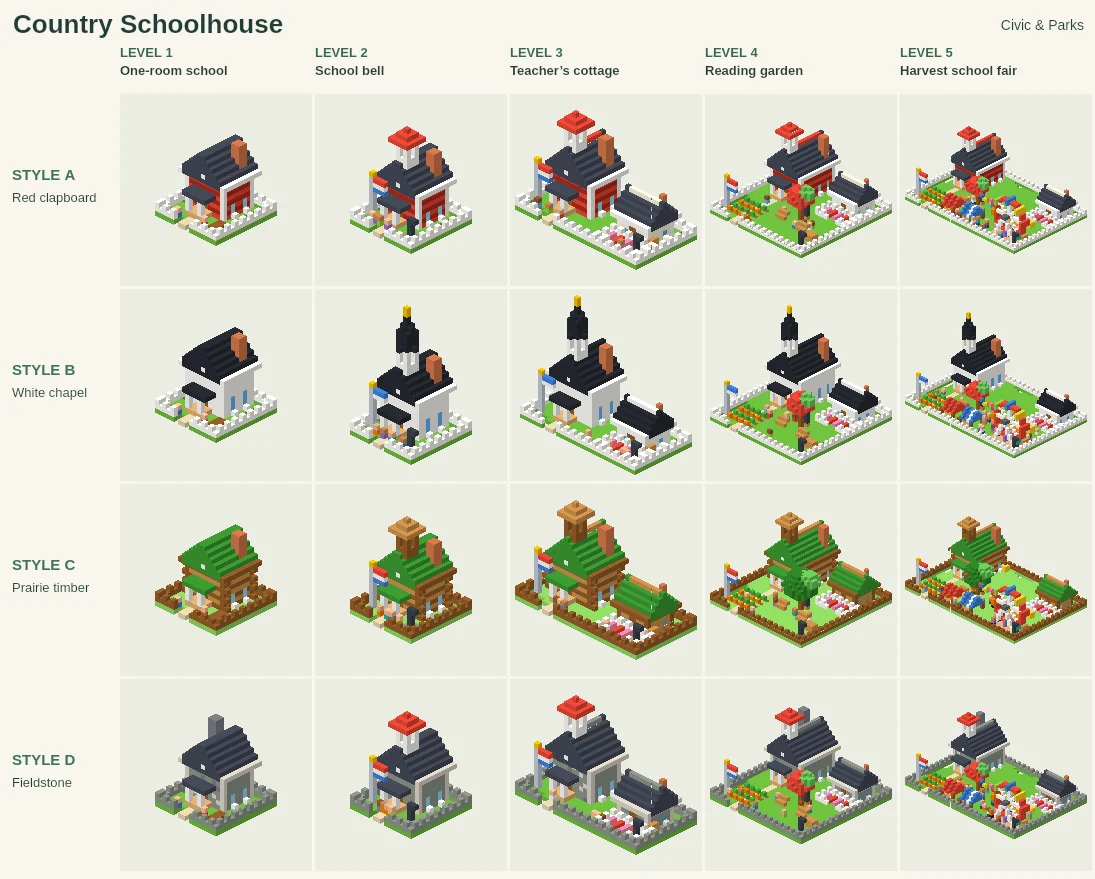 Country Schoolhouse
Civic & Parks
LEVEL 1
One-room school
LEVEL 2
School bell
LEVEL 3
Teacher’s cottage
LEVEL 4
Reading garden
LEVEL 5
Harvest school fair
STYLE A
Red clapboard
STYLE B
White chapel
STYLE C
Prairie timber
STYLE D
Fieldstone